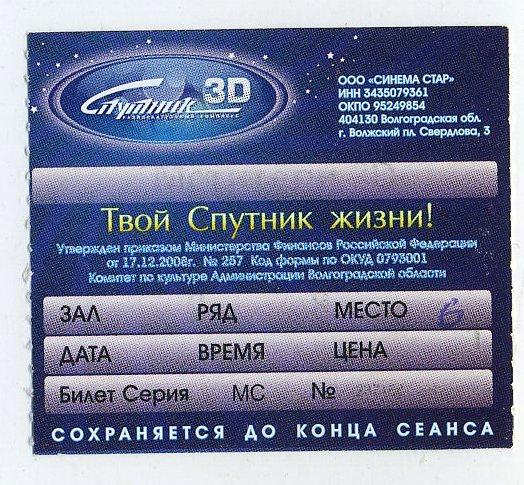 Спутник 3D
РАЗВЛЕКАТЕЛЬНЫЙ КОМПЛЕКС
ООО «СИНЕМА СТАР»
ИНН 3435079361
ОКПО 95249854
404130 Волгоградская обл.
г. Волжский пл. Свердлова, 3
Твой Спутник жизни!
Утвержден приказом Министерства Финансов Российской Федерации
от 17.12.2008г. № 257 Код формы по ОКУД 0793001
Комитет по культуре Администрации Волгоградской области
ЗАЛ РЯД МЕСТО 6
ДАТА ВРЕМЯ ЦЕНА
Билет Серия МС №
СОХРАНЯЕТСЯ ДО КОНЦА СЕАНСА